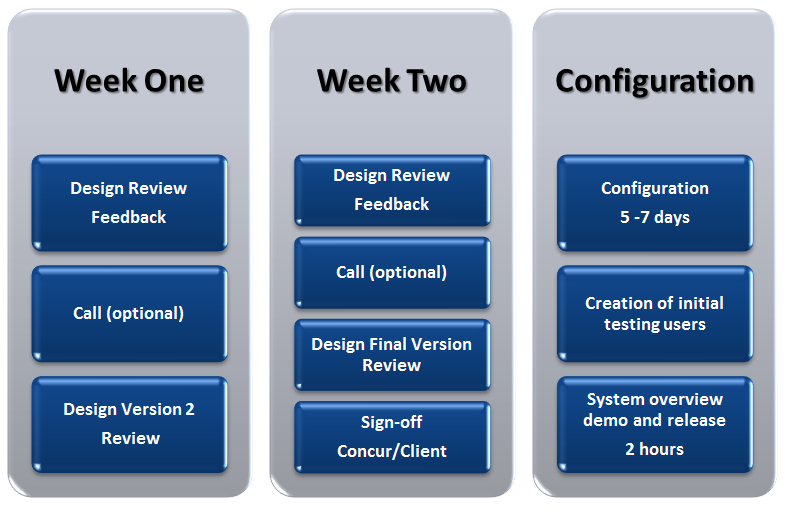 Week One
Design Review
Feedback
Call (optional)
Design Version 2
Review
Week Two
Design Review
Feedback
Call (optional)
Design Final Version
Review
Sign-off
Concur/Client
Configuration
Configuration
5 -7 days
Creation of initial
testing users
System overview
demo and release
2 hours